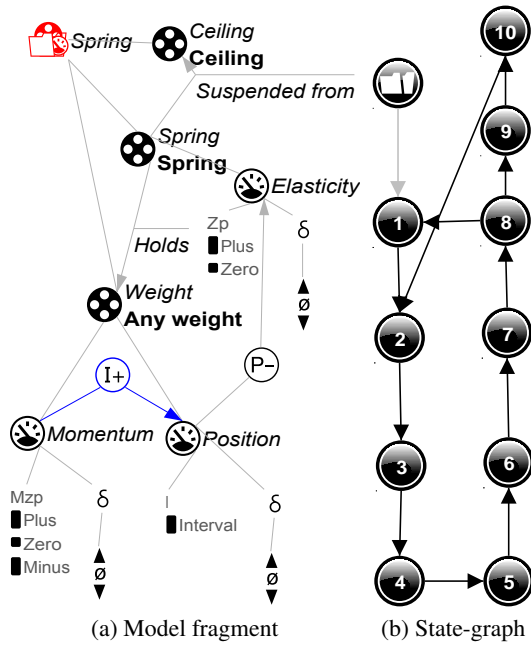 Spring
Ceiling
Ceiling
Suspended from
Spring
Spring
Elasticity
Zp
Plus
Zero
δ
ø
Holds
Weight
Any weight
I+
P-
Momentum
Position
Mzp
Plus
Zero
Minus
δ
ø
I
Interval
δ
ø
(a) Model fragment
10
9
1
8
2
7
3
6
4
5
(b) State-graph